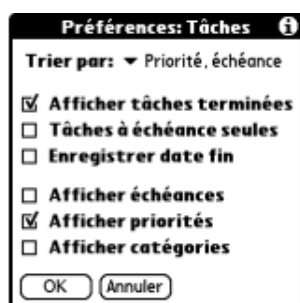 Préférences: Tâches
Trier par: Priorité, échéance
Afficher tâches terminées
Tâches à échéance seules
Enregistrer date fin
Afficher échéances
Afficher priorités
Afficher catégories
OK Annuler